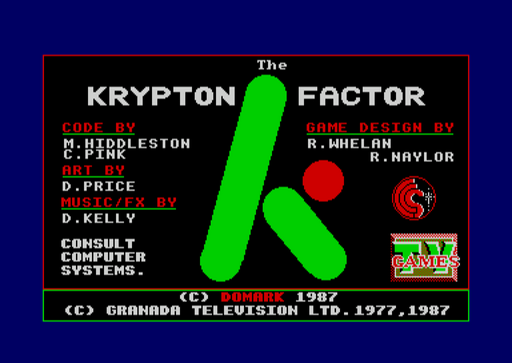 The
KRYPTON FACTOR
CODE BY
M.HIDDLESTON
C.PINK
ART BY
D.PRICE
MUSIC/FX BY
D.KELLY
CONSULT
COMPUTER
SYSTEMS.
GAME DESIGN BY
R.WHELAN
R.NAYLOR
TV
GAMES
(C) DOMARK 1987
(C) GRANADA TELEVISION LTD.1977,1987